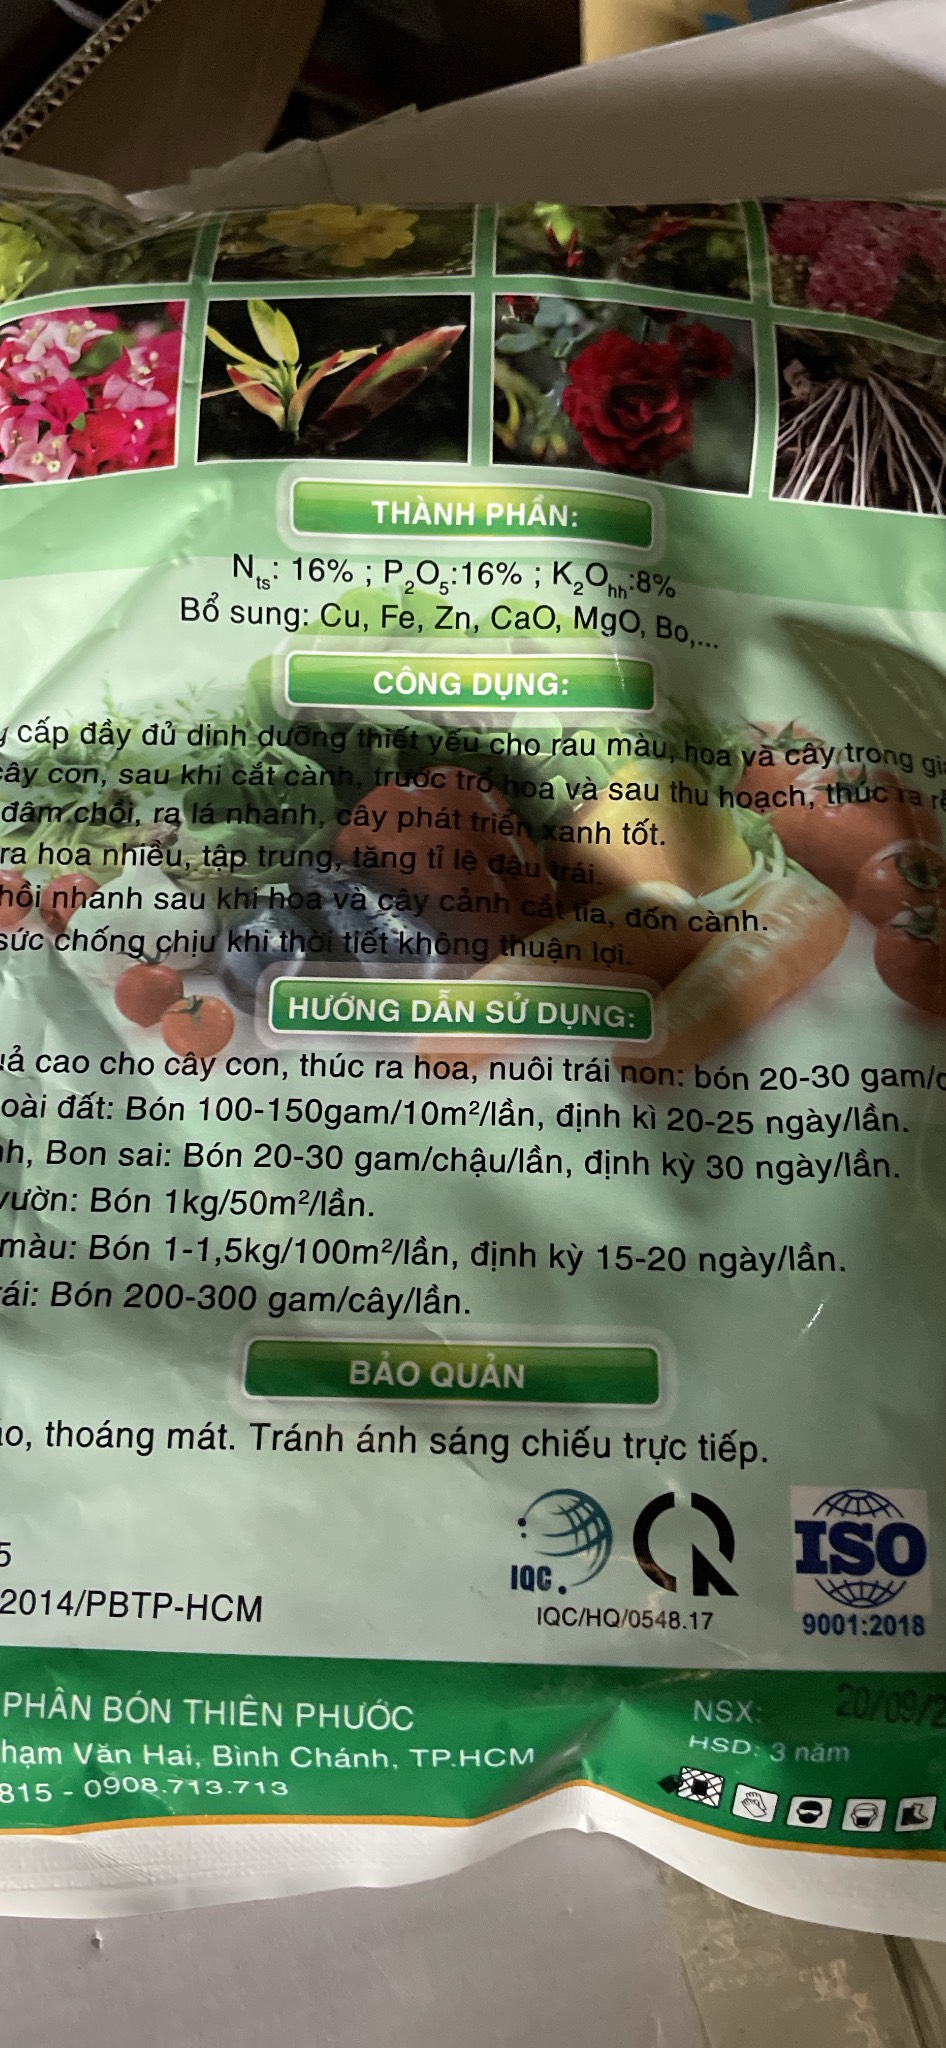 THÀNH PHẦN:
Nts: 16% ; P2O5:16% ; K2Ohh:8%
Bổ sung: Cu, Fe, Zn, CaO, MgO, Bo,...
CÔNG DỤNG:
cấp đầy đủ dinh dưỡng thiết yếu cho rau màu, hoa và cây trong
cây con, sau khi cắt cành, trước trổ hoa và sau thu hoạch, thúc ra
đâm chồi, ra lá nhanh, cây phát triển xanh tốt.
ra hoa nhiều, tập trung, tăng tỉ lệ đậu trái.
hồi nhanh sau khi hoa và cây cảnh cắt tỉa, đốn cành.
sức chống chịu khi thời tiết không thuận lợi.
HƯỚNG DẪN SỬ DỤNG:
cao cho cây con, thúc ra hoa, nuôi trái non: bón 20-30 gam/
đất: Bón 100-150gam/10m²/lần, định kì 20-25 ngày/lần.
Bon sai: Bón 20-30 gam/chậu/lần, định kỳ 30 ngày/lần.
vườn: Bón 1kg/50m²/lần.
màu: Bón 1-1,5kg/100m²/lần, định kỳ 15-20 ngày/lần.
Bón 200-300 gam/cây/lần.
BẢO QUẢN
thoáng mát. Tránh ánh sáng chiếu trực tiếp.
5
2014/PBTP-HCM
IQC
IQC/HQ/0548.17
ISO
9001:2018
PHÂN BÓN THIÊN PHƯỚC
Văn Hai, Bình Chánh, TP.HCM
815 - 0908.713.713
NSX: 20/09/2
HSD: 3 năm